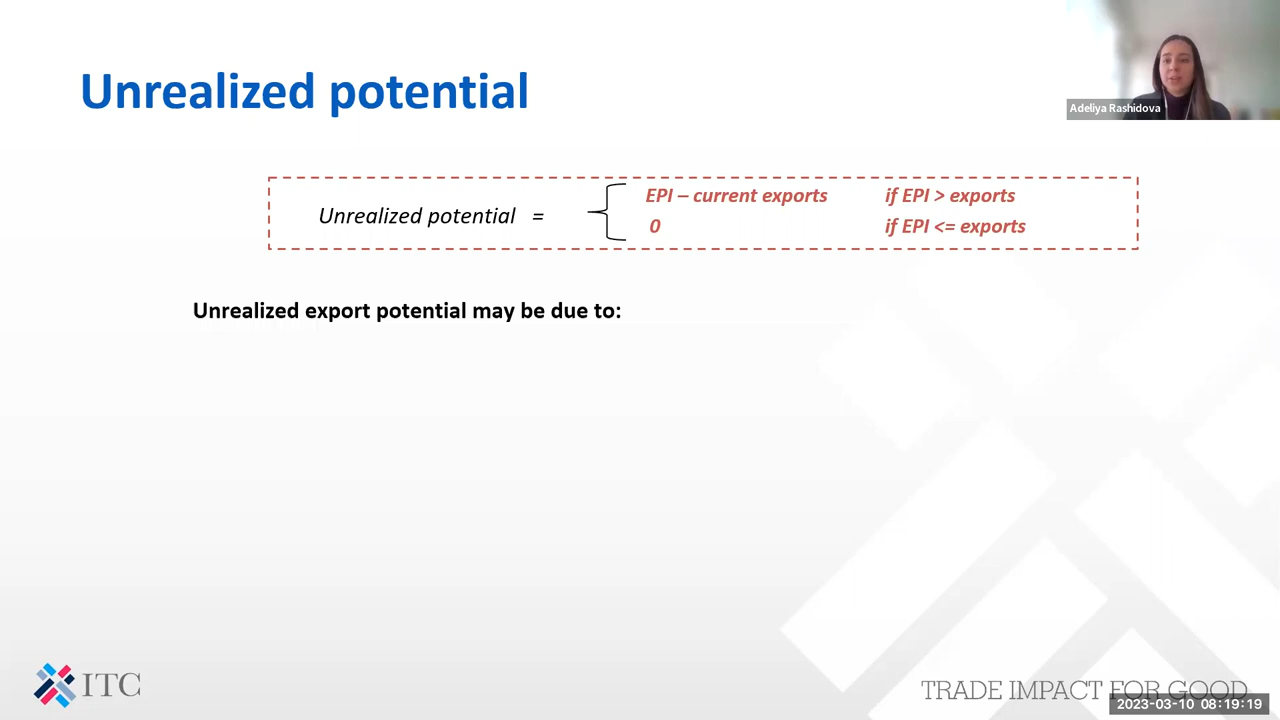 Unrealized potential
Adeliya Rashidova
Unrealized potential = EPI – current exports if EPI > exports
0 if EPI <= exports
Unrealized export potential may be due to:
ITC
TRADE IMPACT FOR GOOD
2023-03-10 08:19:19